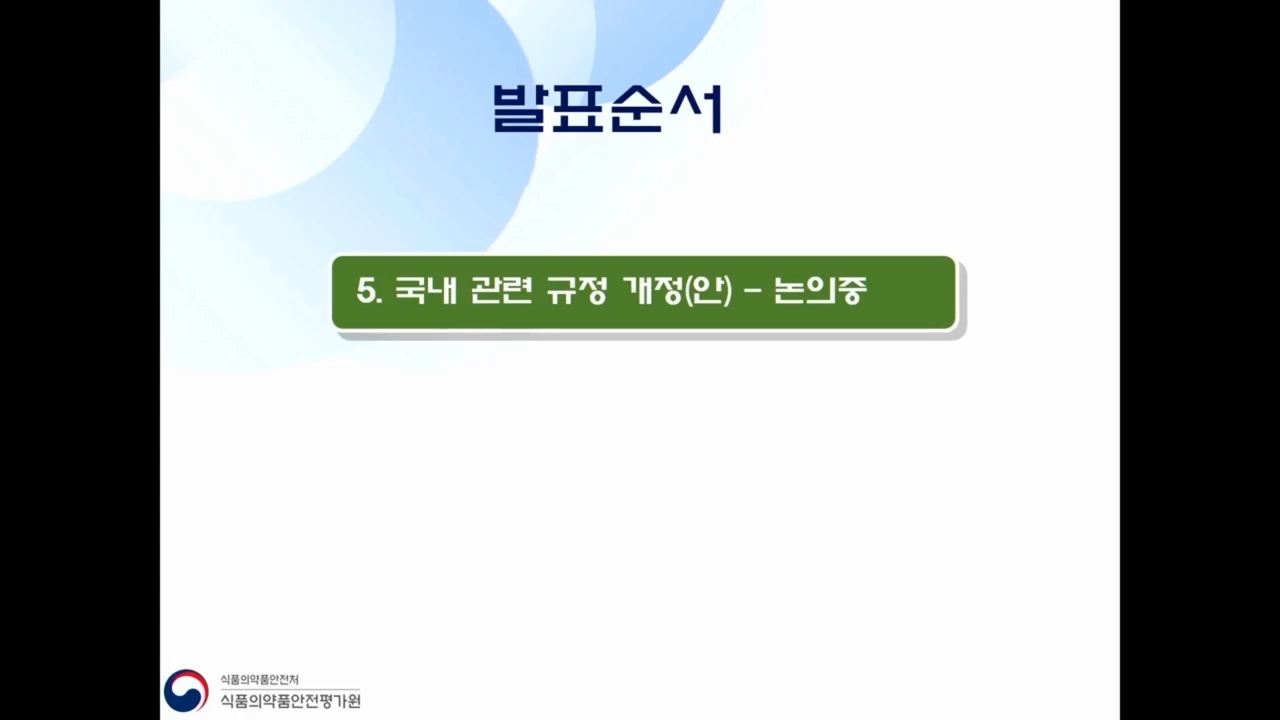 발표순서
5. 국내 관련 규정 개정(안) – 논의중
식품의약품안전처
식품의약품안전평가원